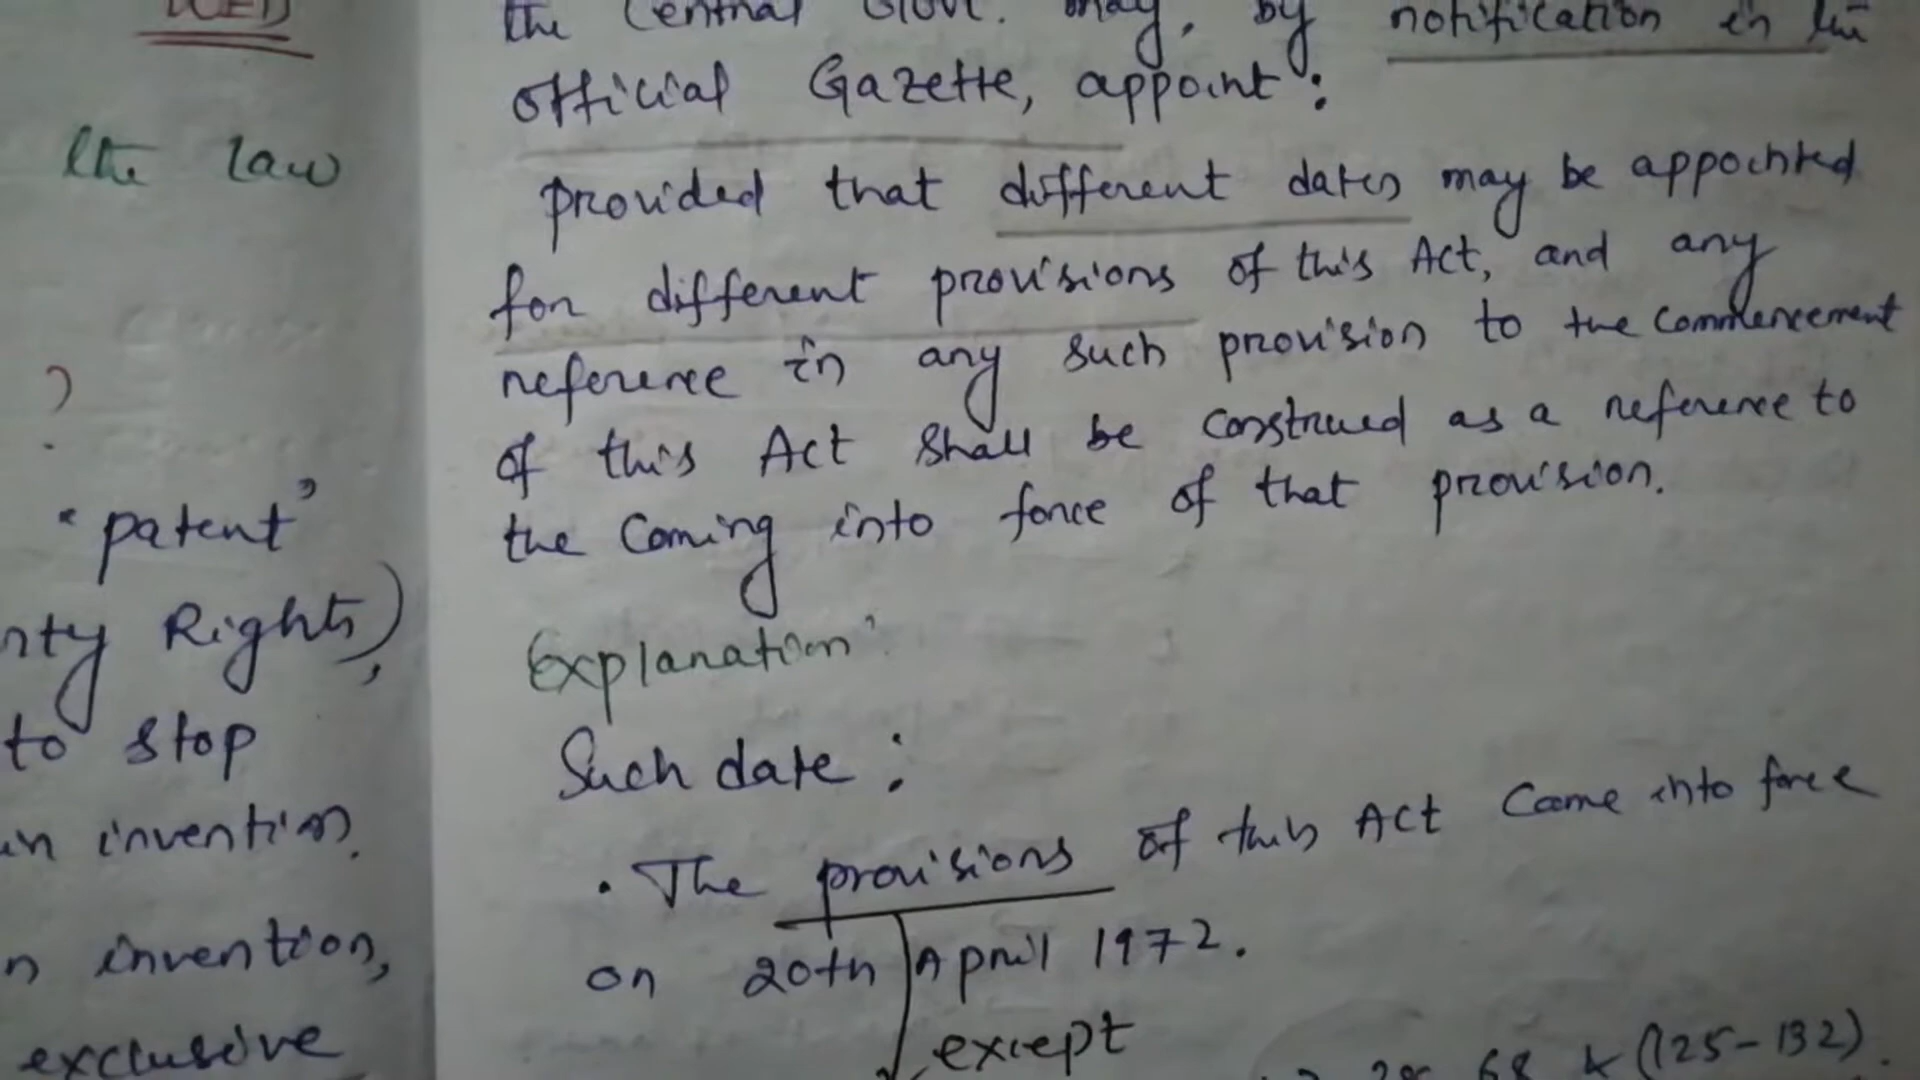 the law
?
"patent"
Rights),
to stop
invention.
invention,
exclusive
the Central Govt. may, by notification in the
official Gazette, appoint:
provided that different dates may be appointed
for different provisions of this Act, and any
reference in any such provision to the commencement
of this Act shall be construed as a reference to
the coming into force of that provision.
Explanation:
Such date:
• The provisions of this Act came into force
on 20th April 1972.
except
68 & (125-132).